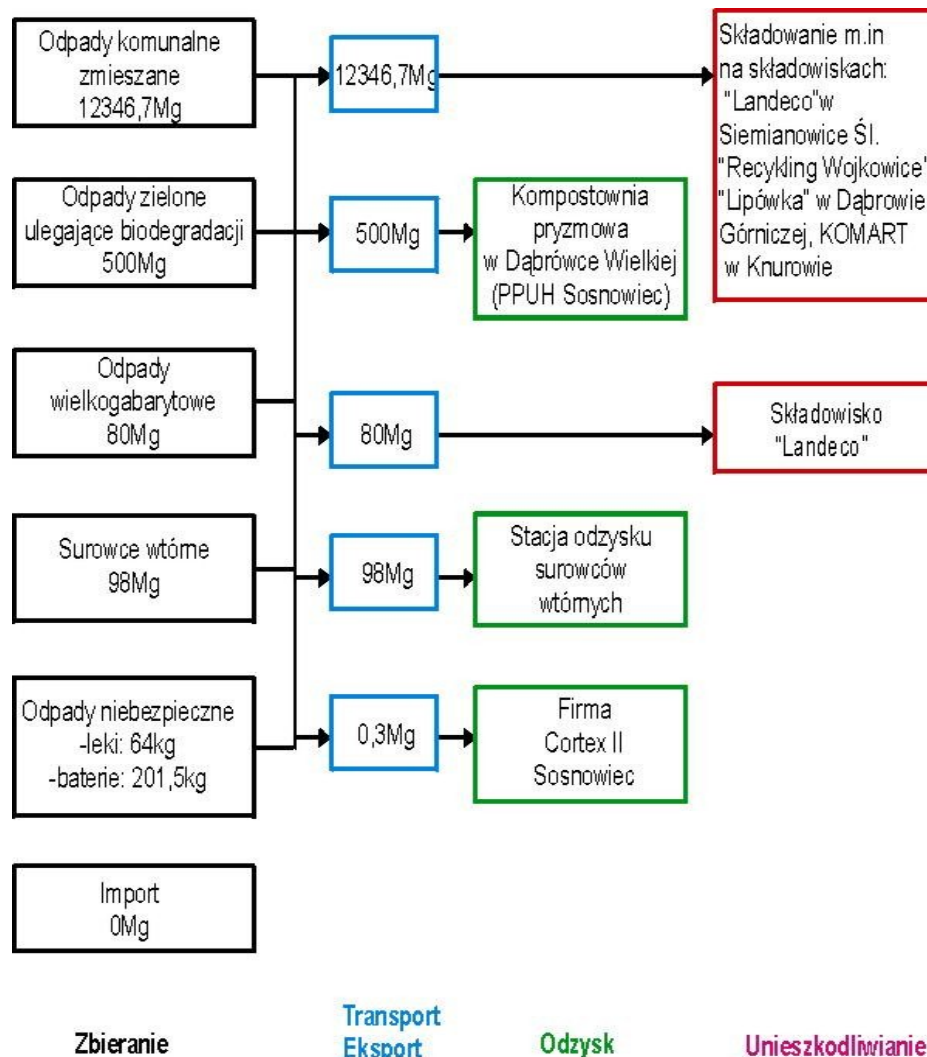 Odpady komunalne
zmieszane
12346,7Mg
12346,7Mg
Składowanie m.in
na składowiskach:
"Landeco"w
Siemianowice Śl.
"Recykling Wojkowice"
"Lipówka" w Dąbrowie
Górniczej, KOMART
w Knurowie
Odpady zielone
ulegające biodegradacji
500Mg
500Mg
Kompostownia
pryzmowa
w Dąbrówce Wielkiej
(PPUH Sosnowiec)
Odpady
wielkogabarytowe
80Mg
80Mg
Składowisko
"Landeco"
Surowce wtórne
98Mg
98Mg
Stacja odzysku
surowców
wtórnych
Odpady niebezpieczne
-leki: 64kg
-baterie: 201,5kg
0,3Mg
Firma
Cortex II
Sosnowiec
Import
0Mg
Zbieranie
Transport
Eksport
Odzysk
Unieszkodliwianie